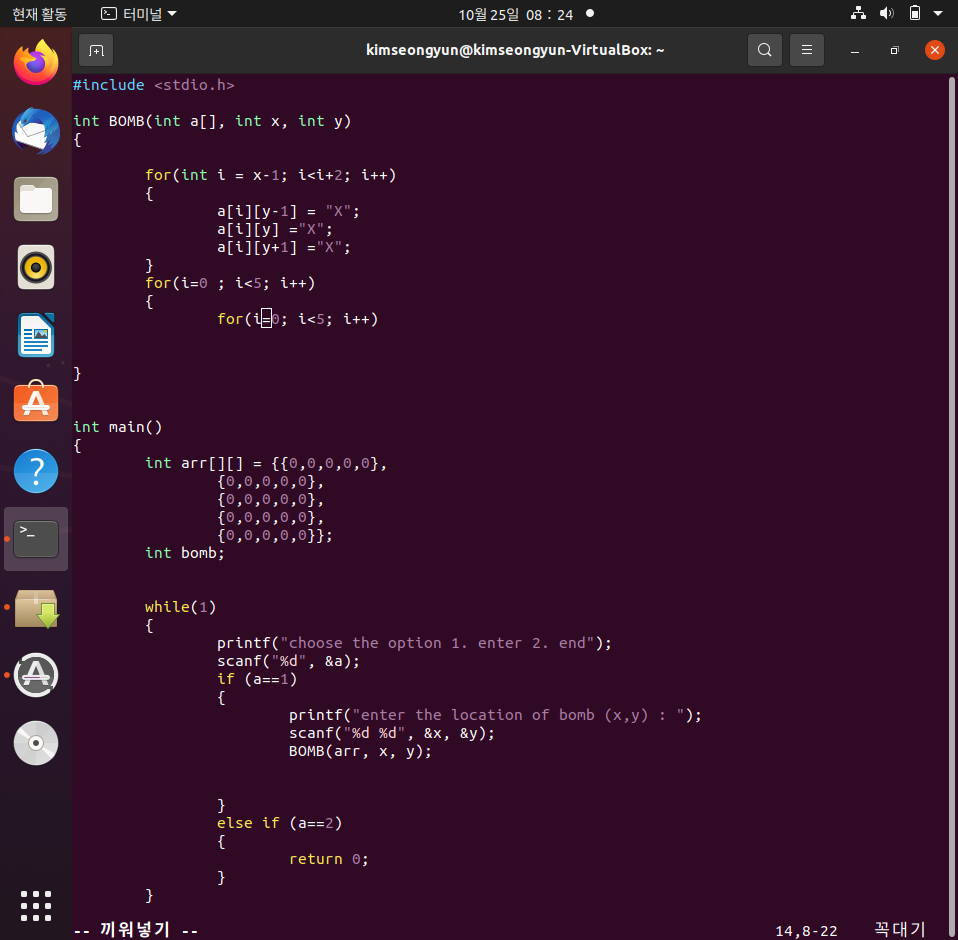 현재 활동
터미널
10월 25일 08 : 24
kimseongyun@kimseongyun-VirtualBox: ~
#include <stdio.h>
int BOMB(int a[], int x, int y)
{
for(int i = x-1; i<i+2; i++)
{
a[i][y-1] = "X";
a[i][y] ="X";
a[i][y+1] ="X";
}
for(i=0 ; i<5; i++)
{
for(i=0; i<5; i++)
}
int main()
{
int arr[][] = {{0,0,0,0,0},
{0,0,0,0,0},
{0,0,0,0,0},
{0,0,0,0,0},
{0,0,0,0,0}};
int bomb;
while(1)
{
printf("choose the option 1. enter 2. end");
scanf("%d", &a);
if (a==1)
{
printf("enter the location of bomb (x,y) : ");
scanf("%d %d", &x, &y);
BOMB(arr, x, y);
}
else if (a==2)
{
return 0;
}
}
-- 끼워넣기 --
14,8-22
꼭대기